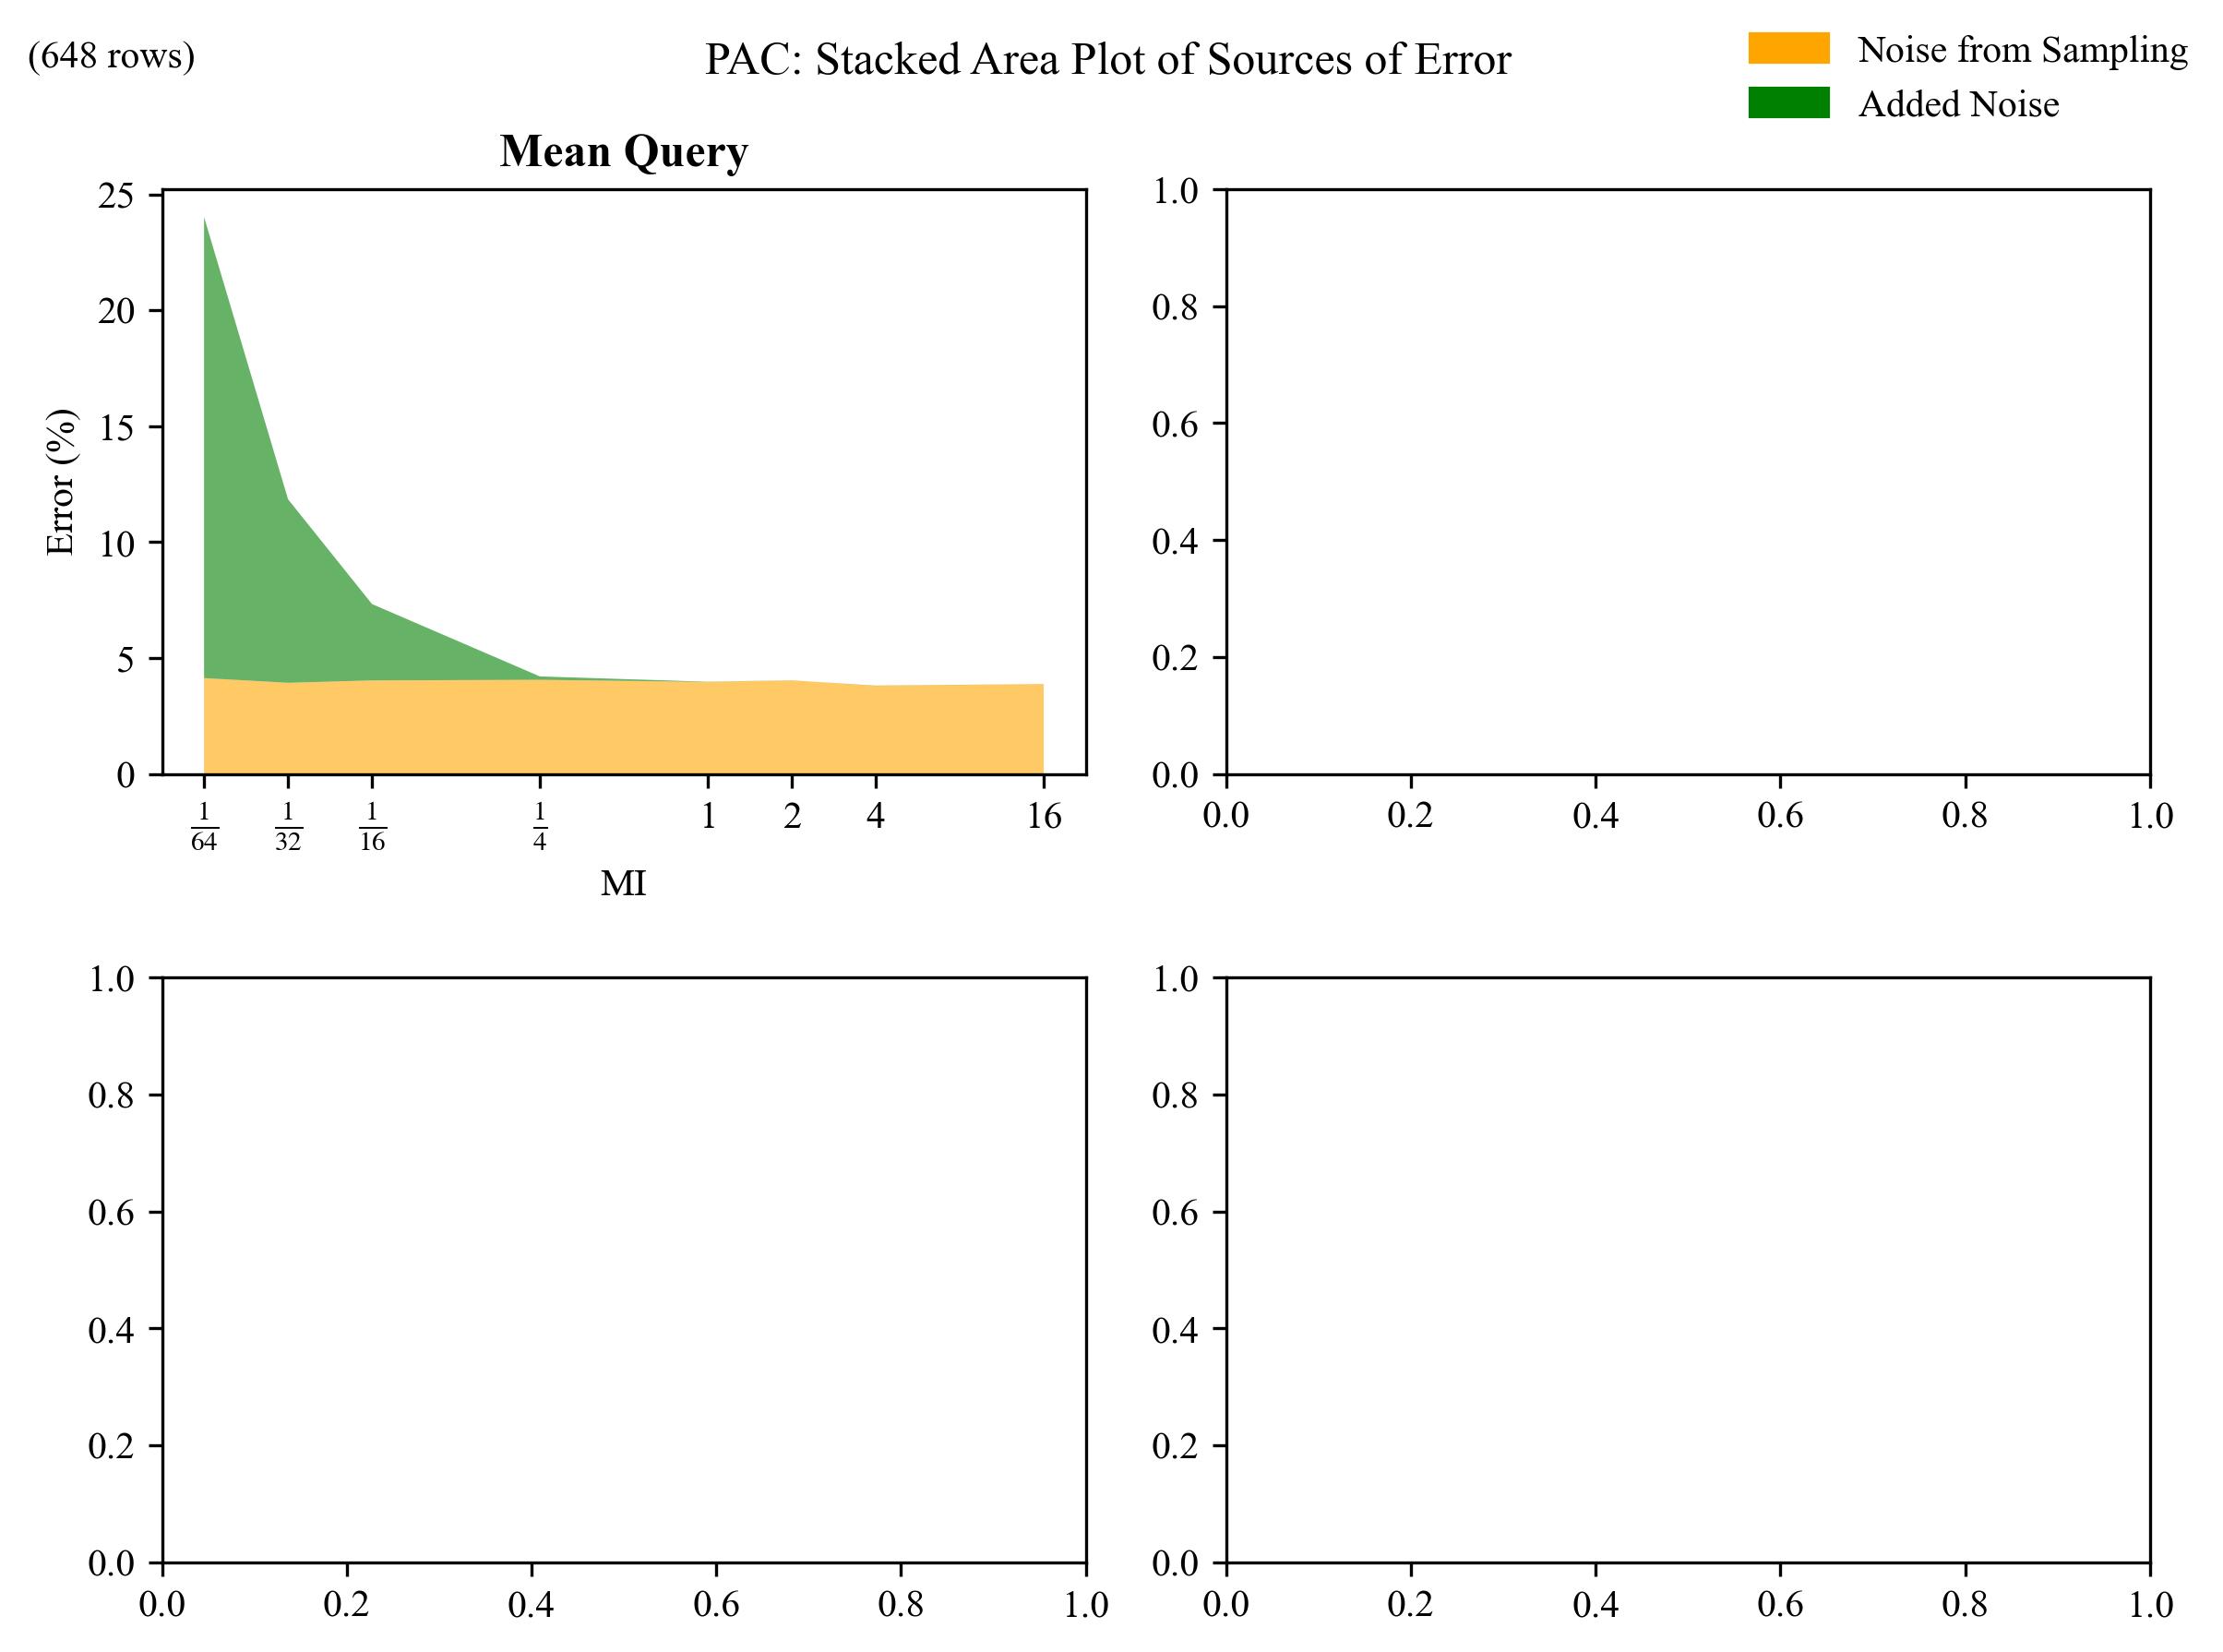 (648 rows)
PAC: Stacked Area Plot of Sources of Error
Noise from Sampling
Added Noise
Mean Query
25
20
15
10
5
0
Error (%)
1/64 1/32 1/16 1/4 1 2 4 16
MI
1.0
0.8
0.6
0.4
0.2
0.0
0.0 0.2 0.4 0.6 0.8 1.0
1.0
0.8
0.6
0.4
0.2
0.0
0.0 0.2 0.4 0.6 0.8 1.0
1.0
0.8
0.6
0.4
0.2
0.0
0.0 0.2 0.4 0.6 0.8 1.0